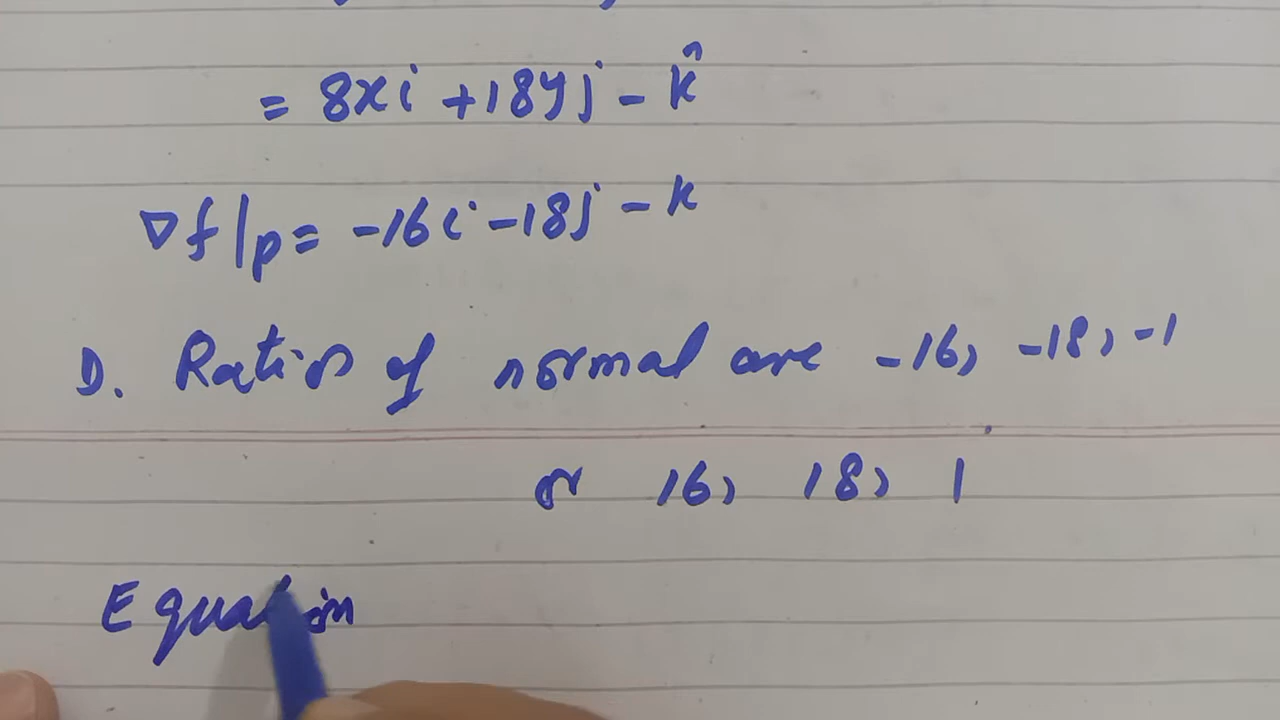 = 8xi + 18yj - k̂
∇f|p = -16i - 18j - k
D. Ratios of normal are -16, -18, -1
or 16, 18, 1
Equation